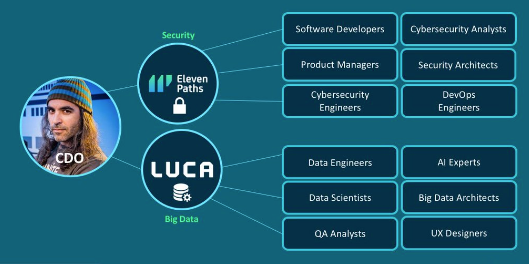 Security
Eleven
Paths
CDO
LUCA
Big Data
Software Developers
Cybersecurity Analysts
Product Managers
Security Architects
Cybersecurity
Engineers
DevOps
Engineers
Data Engineers
AI Experts
Data Scientists
Big Data Architects
QA Analysts
UX Designers